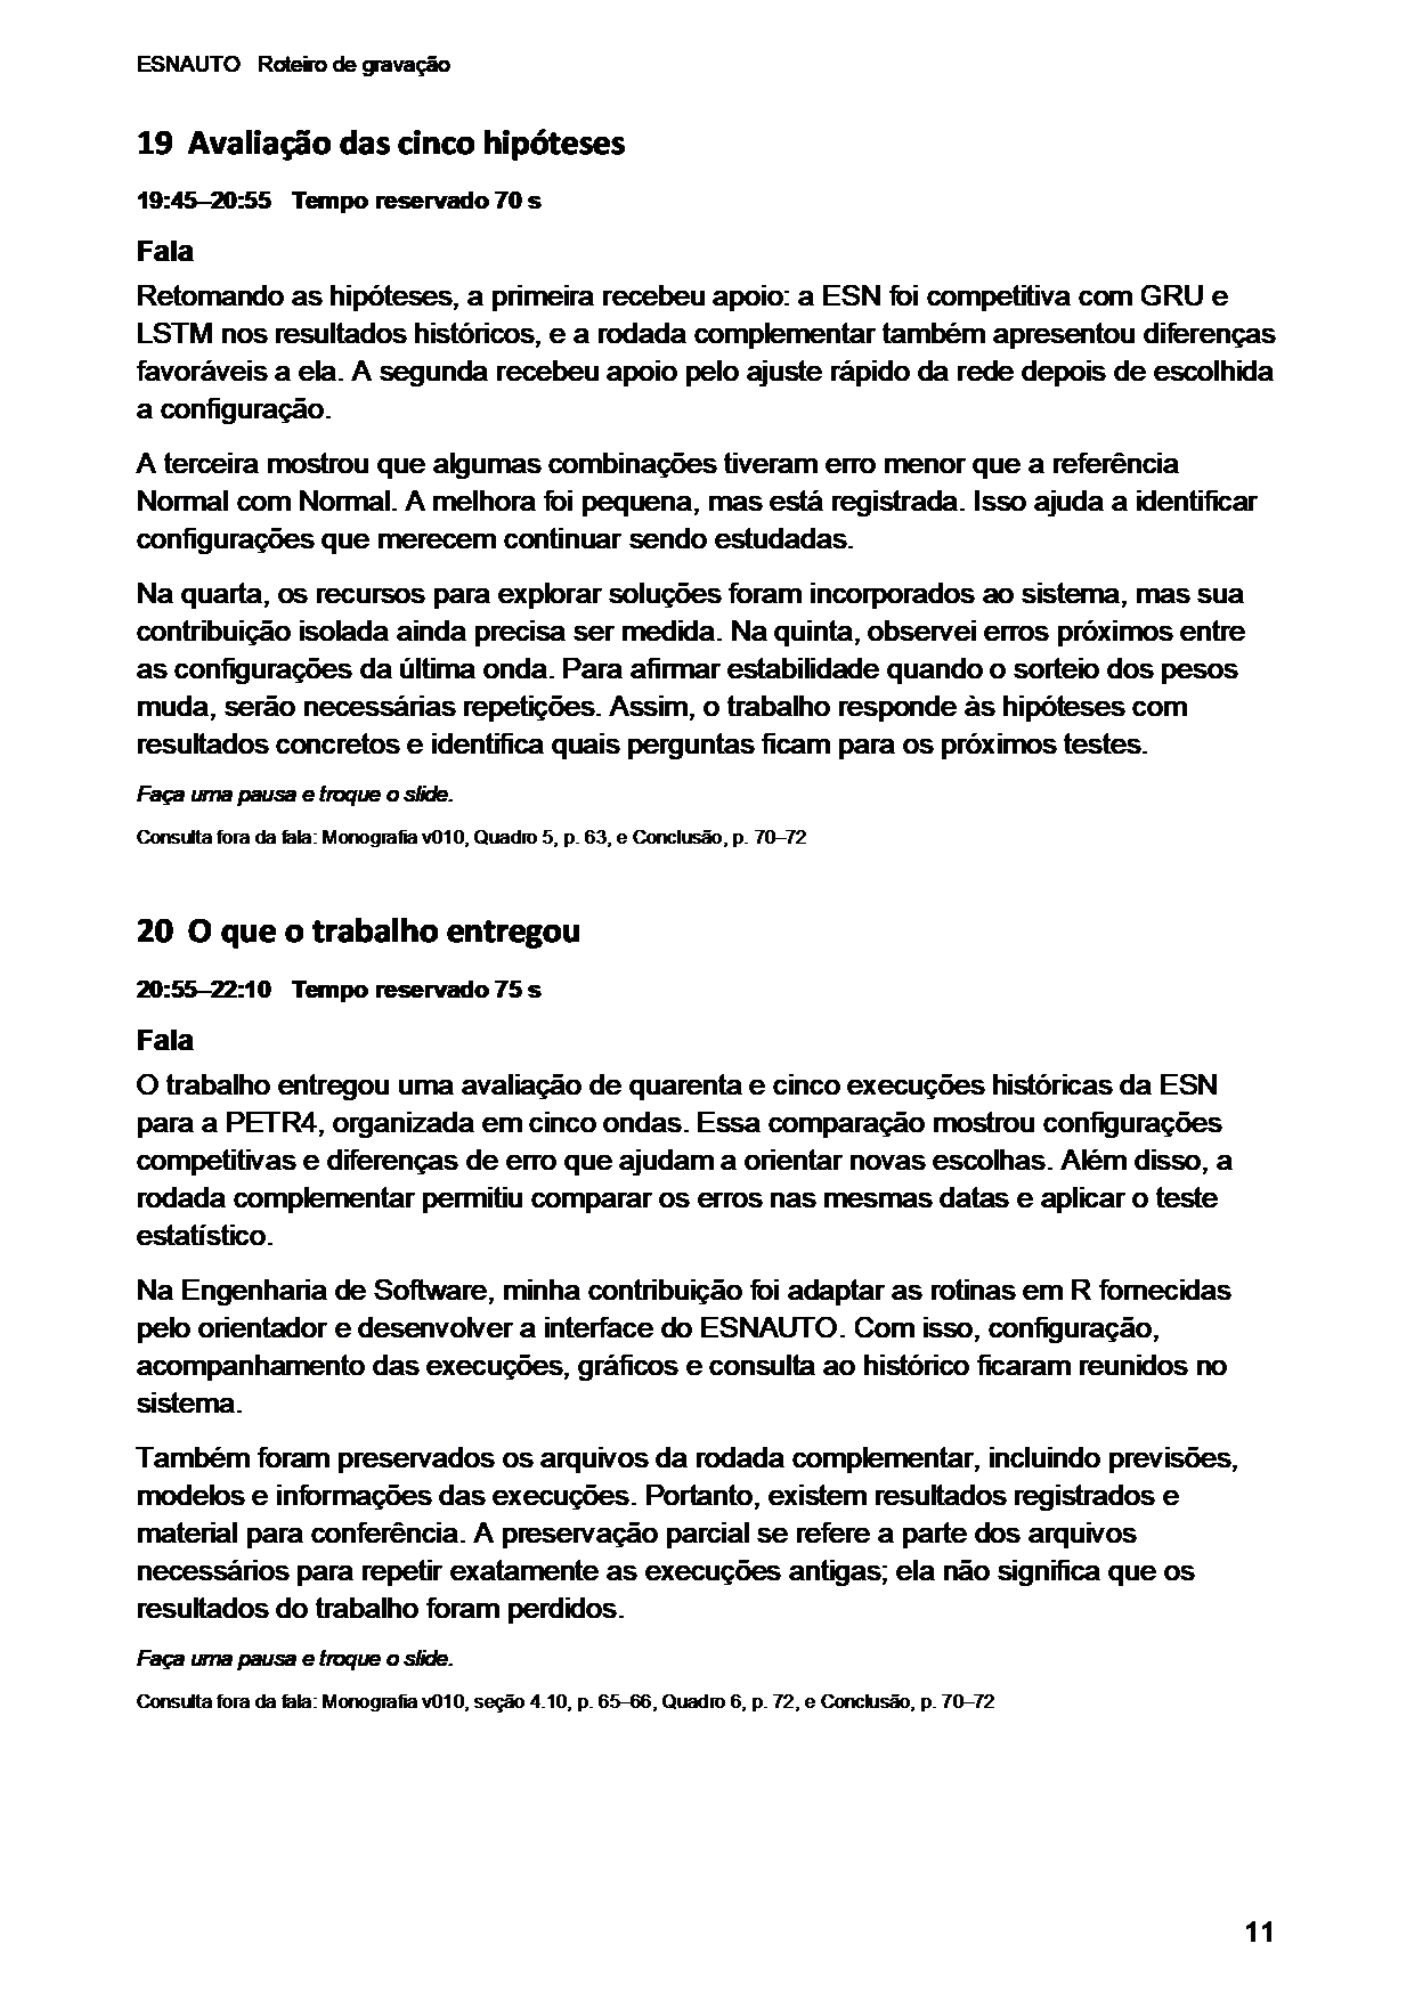 ESNAUTO Roteiro de gravação
19 Avaliação das cinco hipóteses
19:45–20:55 Tempo reservado 70 s
Fala
Retomando as hipóteses, a primeira recebeu apoio: a ESN foi competitiva com GRU e
LSTM nos resultados históricos, e a rodada complementar também apresentou diferenças
favoráveis a ela. A segunda recebeu apoio pelo ajuste rápido da rede depois de escolhida
a configuração.
A terceira mostrou que algumas combinações tiveram erro menor que a referência
Normal com Normal. A melhora foi pequena, mas está registrada. Isso ajuda a identificar
configurações que merecem continuar sendo estudadas.
Na quarta, os recursos para explorar soluções foram incorporados ao sistema, mas sua
contribuição isolada ainda precisa ser medida. Na quinta, observei erros próximos entre
as configurações da última onda. Para afirmar estabilidade quando o sorteio dos pesos
muda, serão necessárias repetições. Assim, o trabalho responde às hipóteses com
resultados concretos e identifica quais perguntas ficam para os próximos testes.
Faça uma pausa e troque o slide.
Consulta fora da fala: Monografia v010, Quadro 5, p. 63, e Conclusão, p. 70–72
20 O que o trabalho entregou
20:55–22:10 Tempo reservado 75 s
Fala
O trabalho entregou uma avaliação de quarenta e cinco execuções históricas da ESN
para a PETR4, organizada em cinco ondas. Essa comparação mostrou configurações
competitivas e diferenças de erro que ajudam a orientar novas escolhas. Além disso, a
rodada complementar permitiu comparar os erros nas mesmas datas e aplicar o teste
estatístico.
Na Engenharia de Software, minha contribuição foi adaptar as rotinas em R fornecidas
pelo orientador e desenvolver a interface do ESNAUTO. Com isso, configuração,
acompanhamento das execuções, gráficos e consulta ao histórico ficaram reunidos no
sistema.
Também foram preservados os arquivos da rodada complementar, incluindo previsões,
modelos e informações das execuções. Portanto, existem resultados registrados e
material para conferência. A preservação parcial se refere a parte dos arquivos
necessários para repetir exatamente as execuções antigas; ela não significa que os
resultados do trabalho foram perdidos.
Faça uma pausa e troque o slide.
Consulta fora da fala: Monografia v010, seção 4.10, p. 65–66, Quadro 6, p. 72, e Conclusão, p. 70–72
11